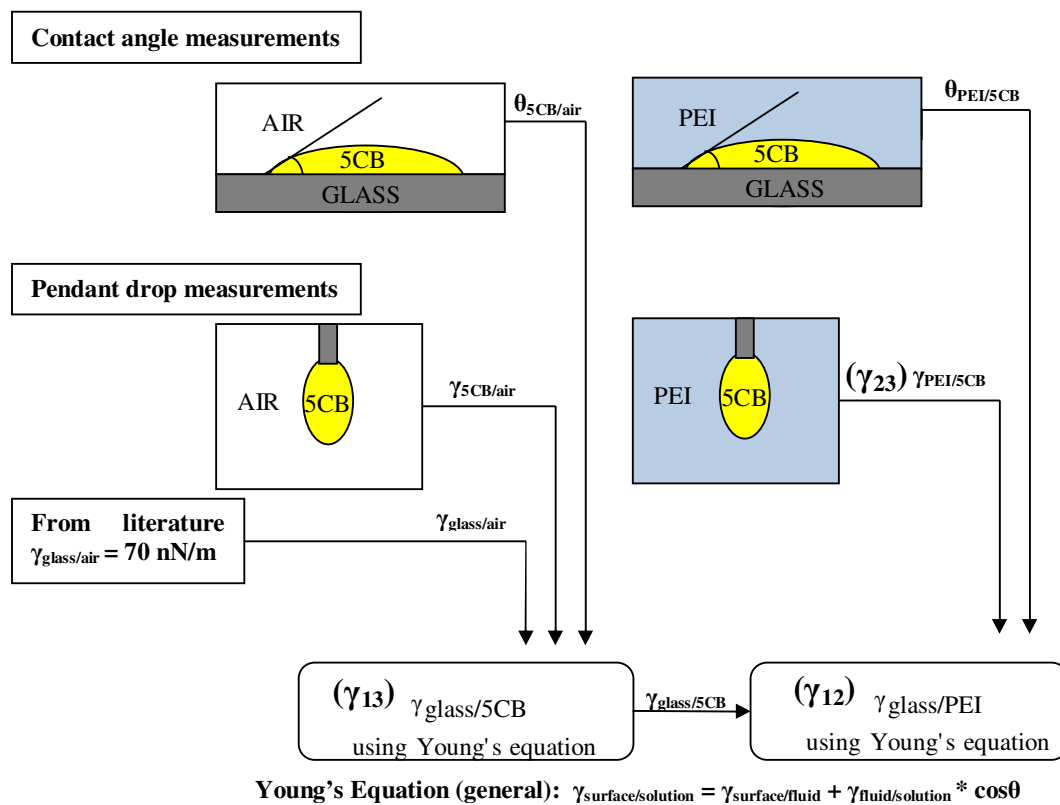 Contact angle measurements
θ5CB/air
θPEI/5CB
AIR
PEI
5CB
5CB
GLASS
GLASS
Pendant drop measurements
AIR
5CB
γ5CB/air
PEI
5CB
(γ23) γPEI/5CB
From literature
γglass/air = 70 nN/m
γglass/air
(γ13) γglass/5CB
using Young's equation
γglass/5CB
(γ12) γglass/PEI
using Young's equation
Young’s Equation (general): γsurface/solution = γsurface/fluid + γfluid/solution * cosθ